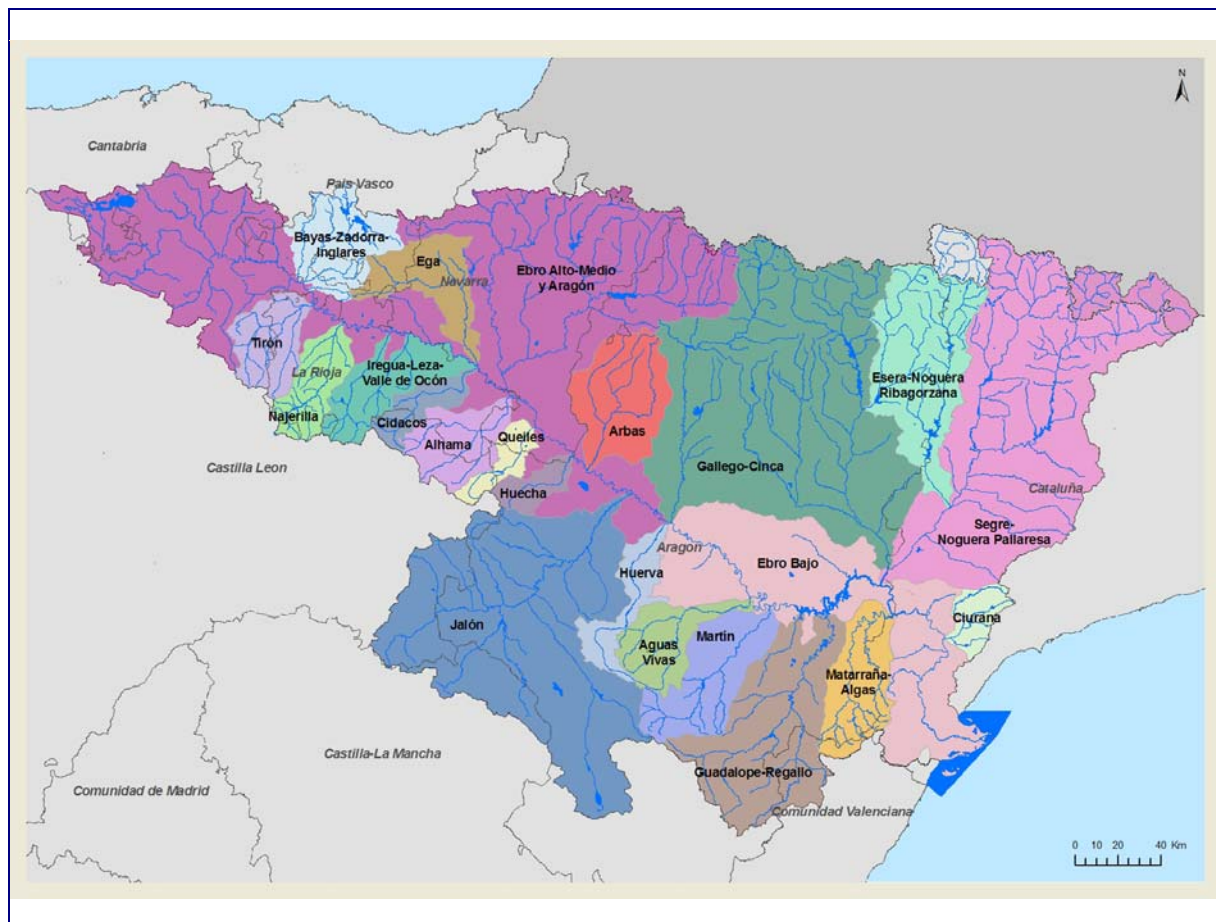 N
Cantabria
País Vasco
Bayas-Zadorra-
Inglares
Ega
Navarra
Ebro Alto-Medio
y Aragón
Tirón
La Rioja
Iregua-Leza-
Valle de Ocón
Najerilla
Cidacos
Alhama
Queiles
Arbas
Esera-Noguera
Ribagorzana
Castilla Leon
Huecha
Gallego-Cinca
Cataluña
Segre-
Noguera Pallaresa
Aragon
Huerva
Ebro Bajo
Jalón
Aguas
Vivas
Martín
Ciurana
Matarraña-
Algas
Castilla-La Mancha
Guadalope-Regallo
Comunidad de Madrid
Comunidad Valenciana
0 10 20 40 Km